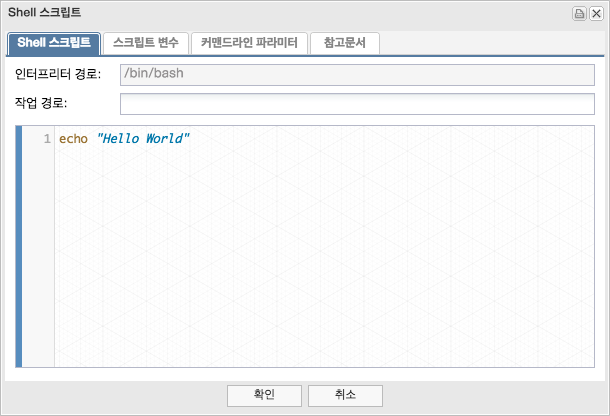 Shell 스크립트
Shell 스크립트 스크립트 변수 커맨드라인 파라미터 참고문서
인터프리터 경로: /bin/bash
작업 경로:
1 echo "Hello World"
확인 취소